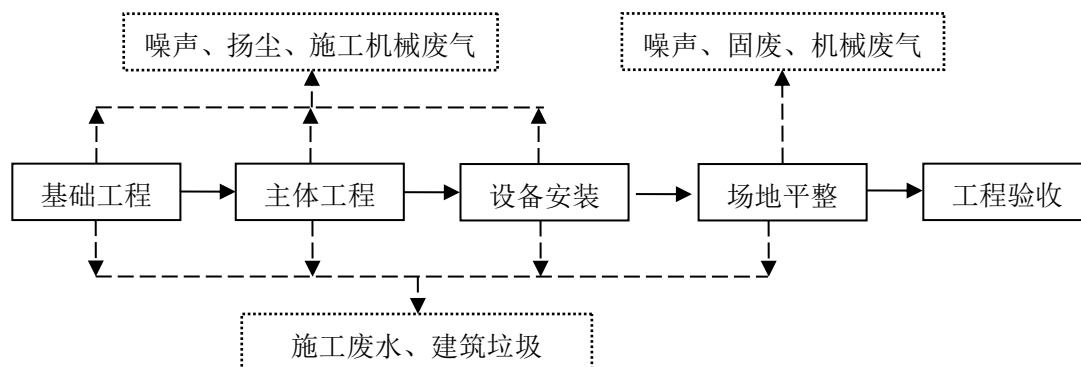 噪声、扬尘、施工机械废气
噪声、固废、机械废气
基础工程
主体工程
设备安装
场地平整
工程验收
施工废水、建筑垃圾